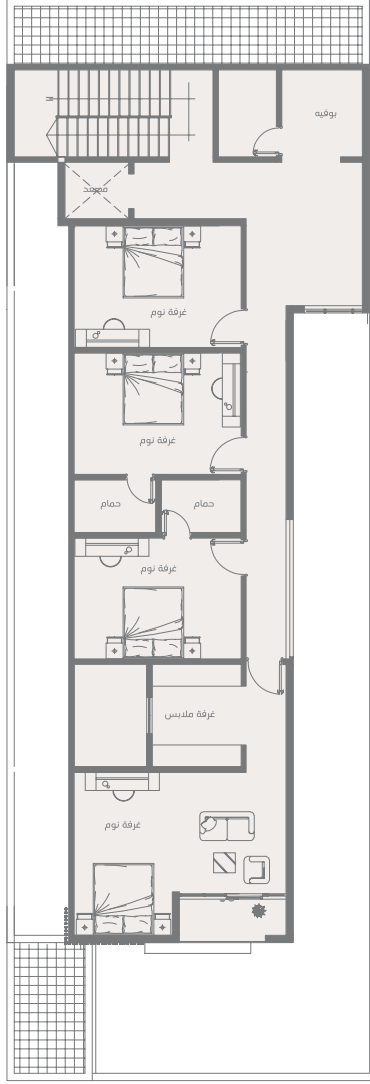 بوفيه
مصعد
غرفة نوم
غرفة نوم
حمام
حمام
غرفة نوم
غرفة ملابس
غرفة نوم